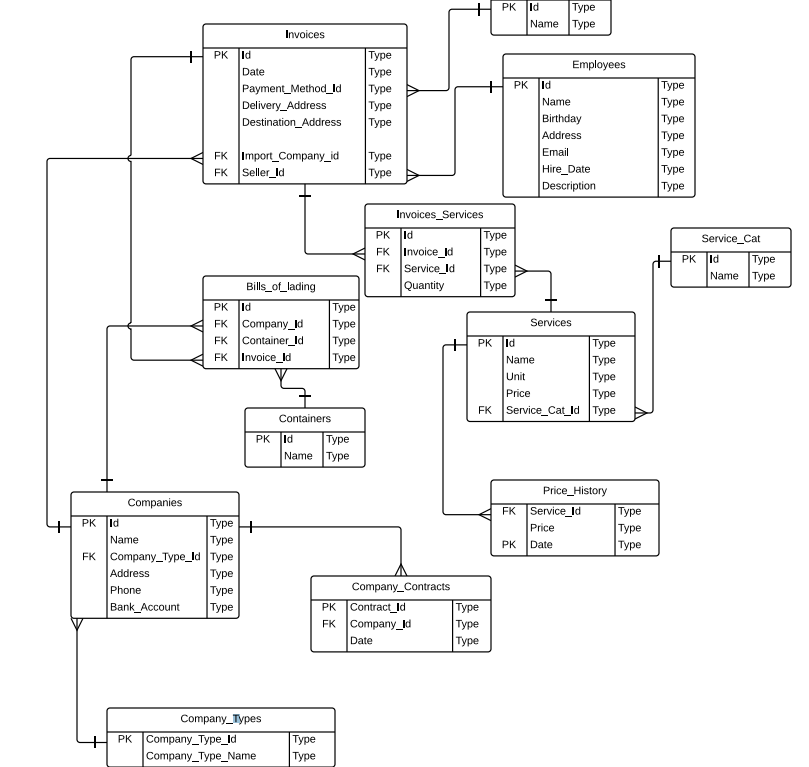 PK Id Type
Name Type
Invoices
PK Id Type
Date Type
Payment_Method_Id Type
Delivery_Address Type
Destination_Address Type
FK Import_Company_id Type
FK Seller_Id Type
Employees
PK Id Type
Name Type
Birthday Type
Address Type
Email Type
Hire_Date Type
Description Type
Invoices_Services
PK Id Type
FK Invoice_Id Type
FK Service_Id Type
Quantity Type
Service_Cat
PK Id Type
Name Type
Bills_of_lading
PK Id Type
FK Company_Id Type
FK Container_Id Type
FK Invoice_Id Type
Services
PK Id Type
Name Type
Unit Type
Price Type
FK Service_Cat_Id Type
Containers
PK Id Type
Name Type
Price_History
FK Service_Id Type
Price Type
PK Date Type
Companies
PK Id Type
Name Type
FK Company_Type_Id Type
Address Type
Phone Type
Bank_Account Type
Company_Contracts
PK Contract_Id Type
FK Company_Id Type
Date Type
Company_Types
PK Company_Type_Id Type
Company_Type_Name Type